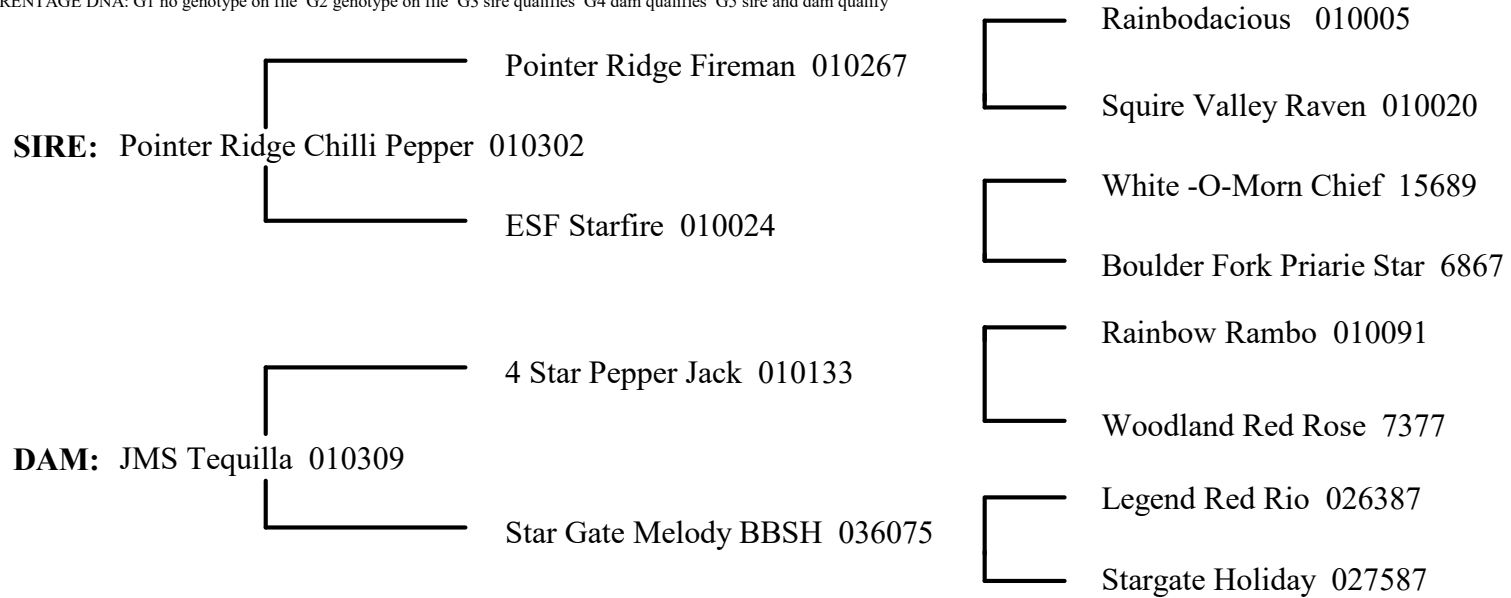 RENTAGE DNA: G1 no genotype on file G2 genotype on file G3 sire qualifies G4 dam qualifies G5 sire and dam qualify
Rainbodacious 010005
Pointer Ridge Fireman 010267
Squire Valley Raven 010020
SIRE: Pointer Ridge Chilli Pepper 010302
White -O-Morn Chief 15689
ESF Starfire 010024
Boulder Fork Priarie Star 6867
Rainbow Rambo 010091
4 Star Pepper Jack 010133
Woodland Red Rose 7377
DAM: JMS Tequilla 010309
Legend Red Rio 026387
Star Gate Melody BBSH 036075
Stargate Holiday 027587